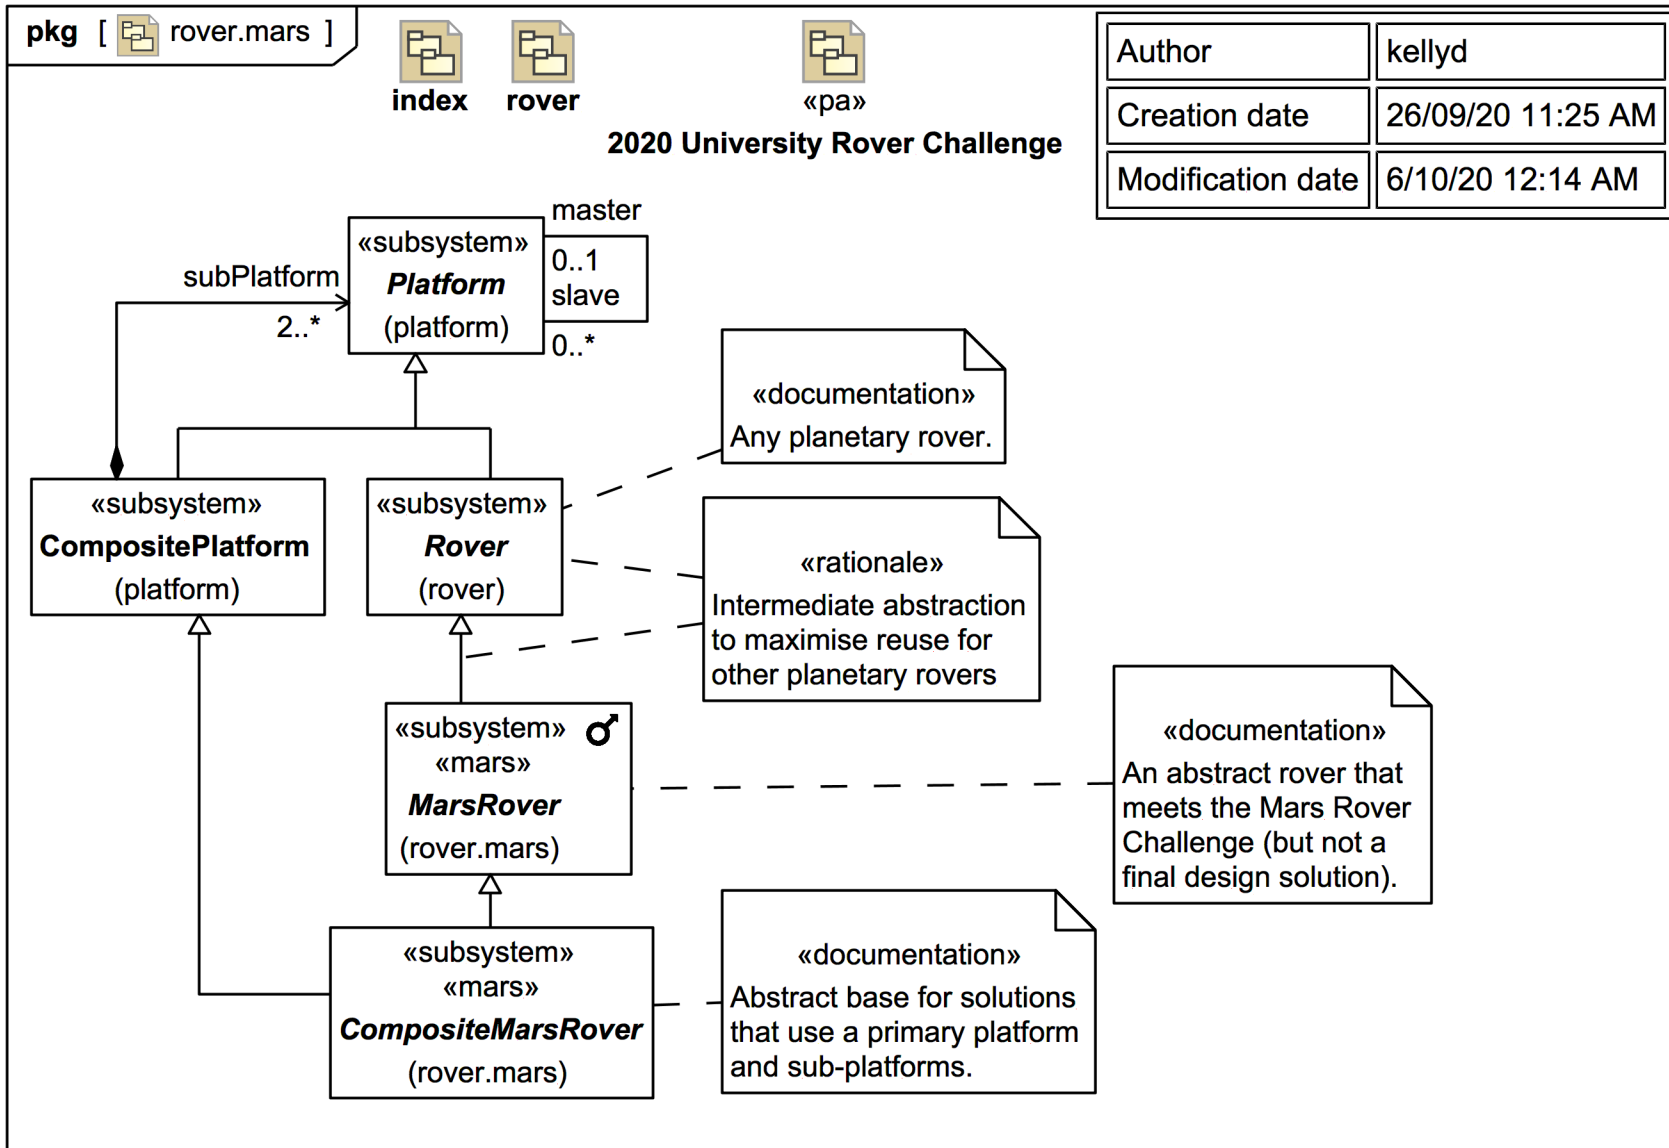 pkg [ rover.mars ]
index
rover
«pa»
2020 University Rover Challenge
Author kellyd
Creation date 26/09/20 11:25 AM
Modification date 6/10/20 12:14 AM
«subsystem»
Platform
(platform)
master
0..1
slave
0..*
subPlatform
2..*
«documentation»
Any planetary rover.
«subsystem»
CompositePlatform
(platform)
«subsystem»
Rover
(rover)
«rationale»
Intermediate abstraction
to maximise reuse for
other planetary rovers
«subsystem»
«mars»
MarsRover
(rover.mars)
«documentation»
An abstract rover that
meets the Mars Rover
Challenge (but not a
final design solution).
«subsystem»
«mars»
CompositeMarsRover
(rover.mars)
«documentation»
Abstract base for solutions
that use a primary platform
and sub-platforms.